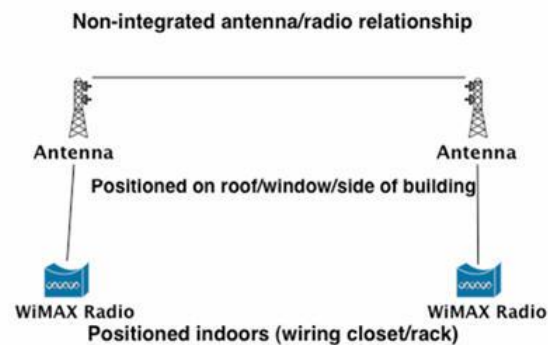 Non-integrated antenna/radio relationship
Antenna
Antenna
Positioned on roof/window/side of building
WiMAX Radio
WiMAX Radio
Positioned indoors (wiring closet/rack)